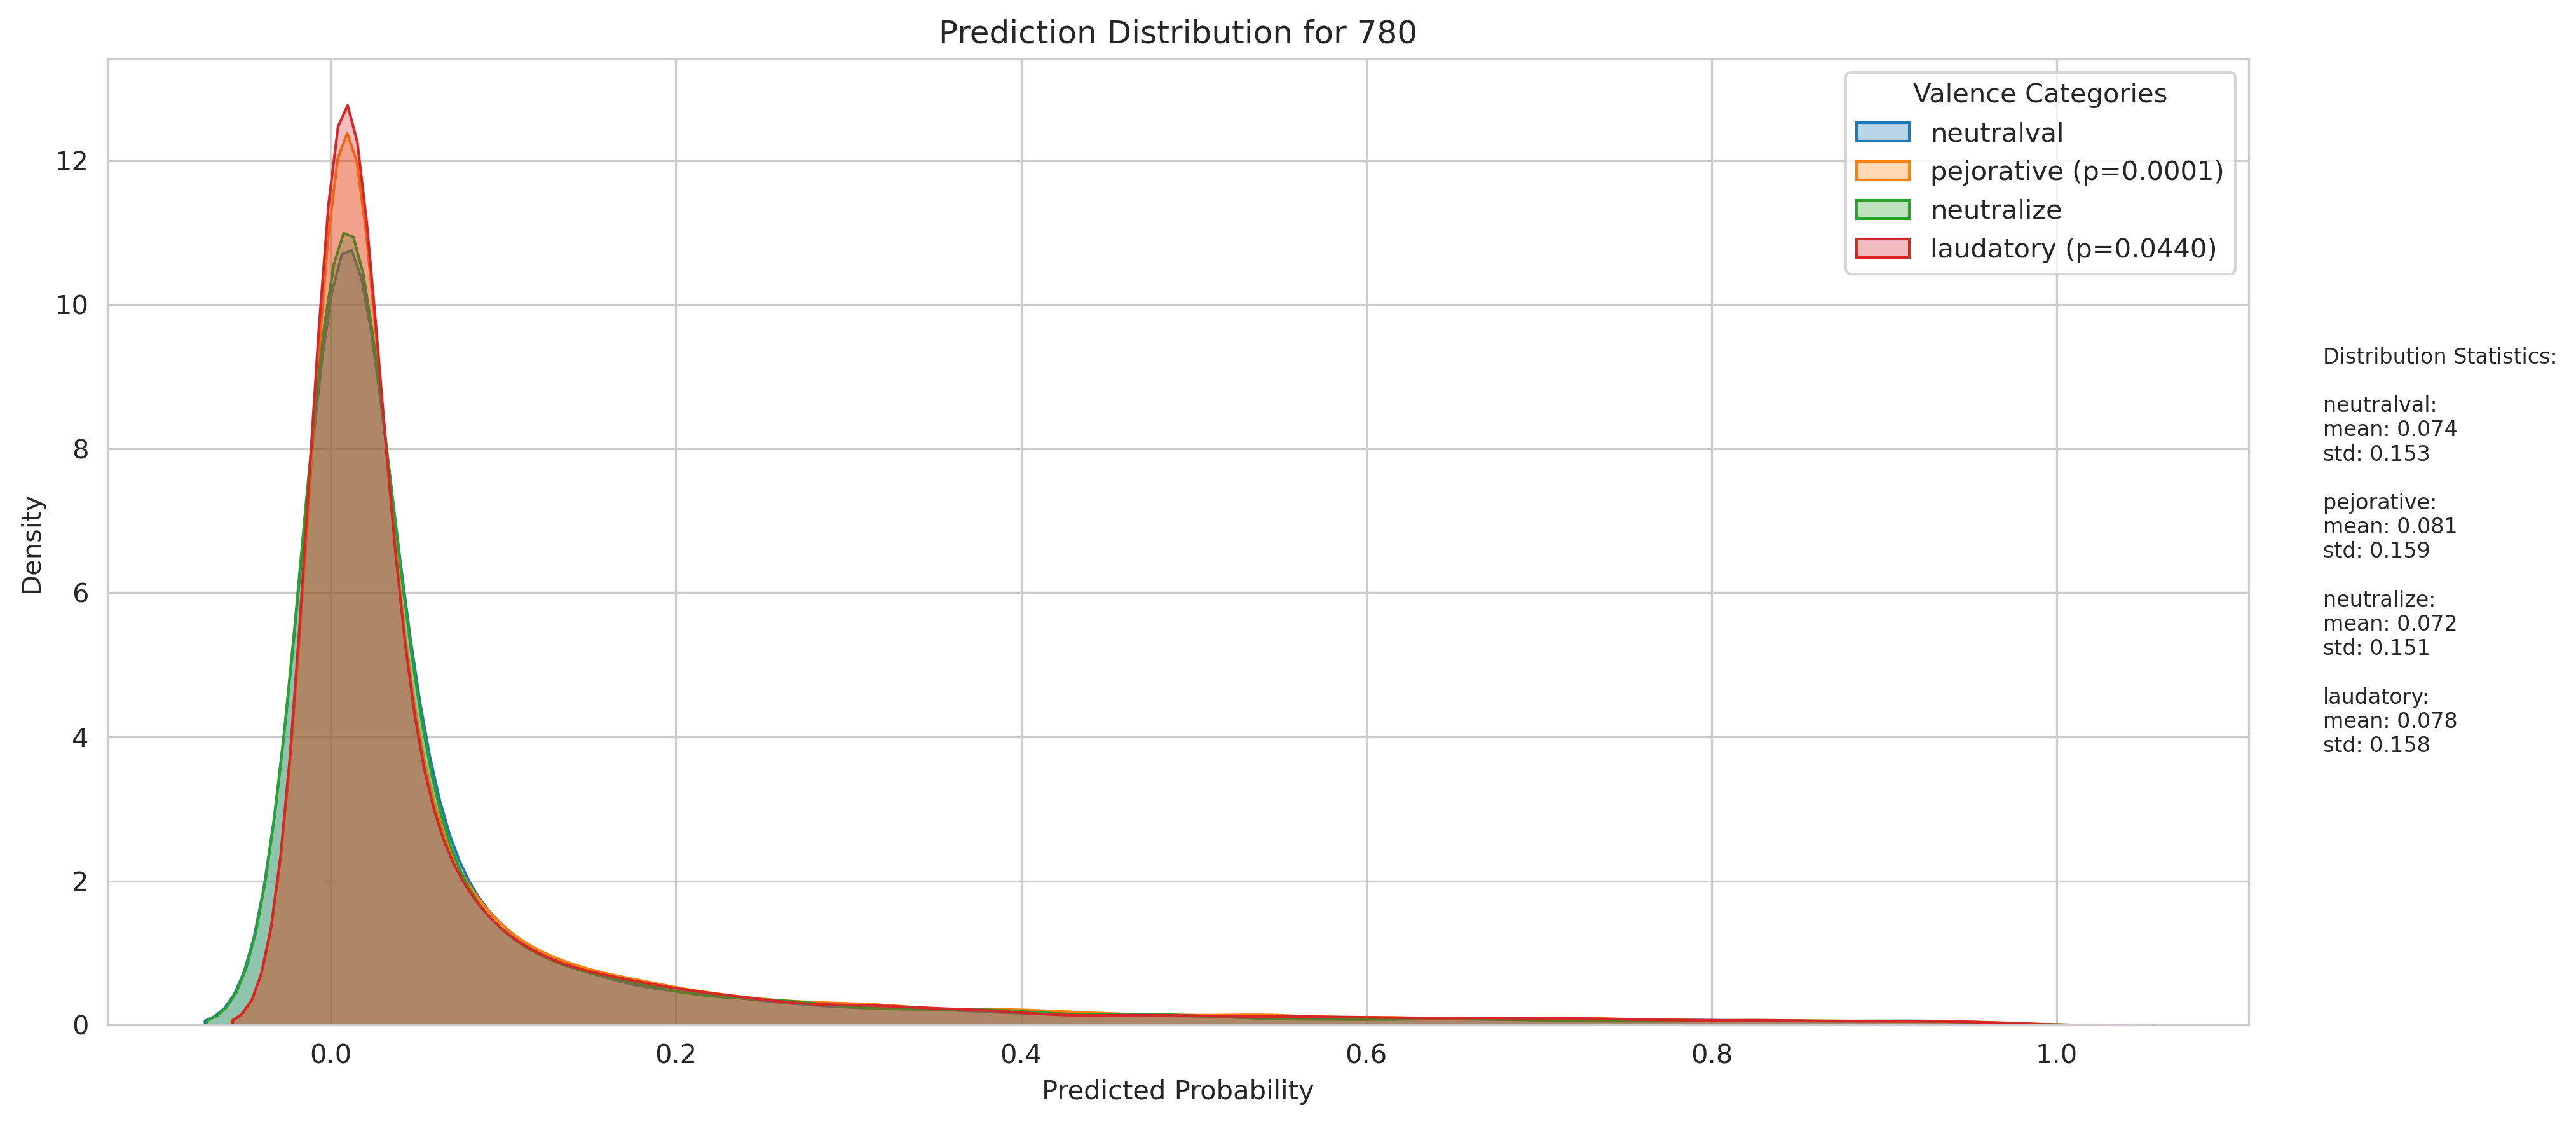 Prediction Distribution for 780
Valence Categories
neutralval
pejorative (p=0.0001)
neutralize
laudatory (p=0.0440)
12
10
8
6
4
2
0
Density
0.0
0.2
0.4
0.6
0.8
1.0
Predicted Probability
Distribution Statistics:
neutralval:
mean: 0.074
std: 0.153
pejorative:
mean: 0.081
std: 0.159
neutralize:
mean: 0.072
std: 0.151
laudatory:
mean: 0.078
std: 0.158